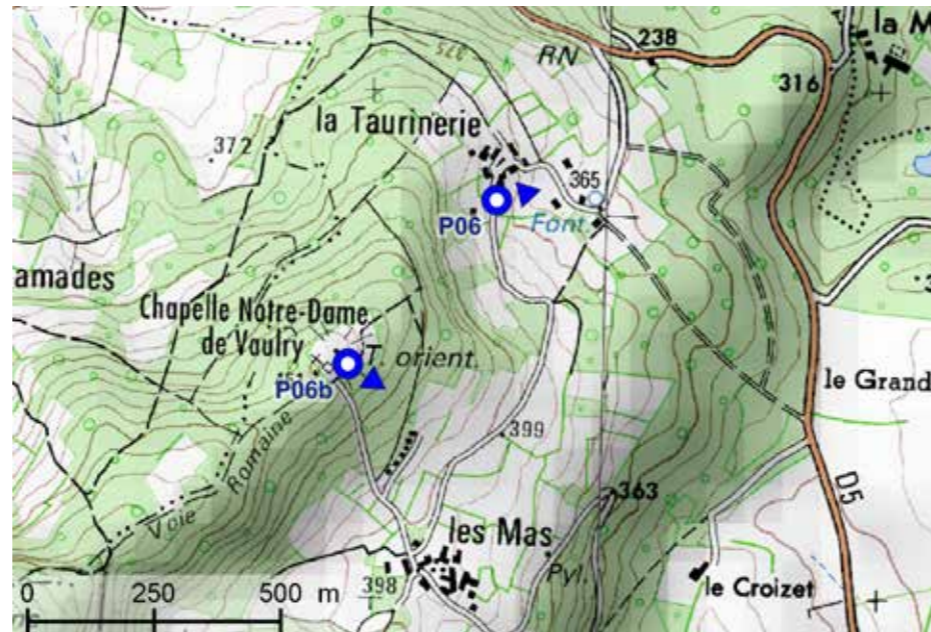 la M
RN
238
316
375
la Taurinerie
372
365
P06
Font.
amades
Chapelle Notre-Dame
de Vaulry
T. orient.
P06b
le Grand
399
Voie Romaine
363
D5
les Mas
Pyl.
398
le Croizet
0 250 500 m